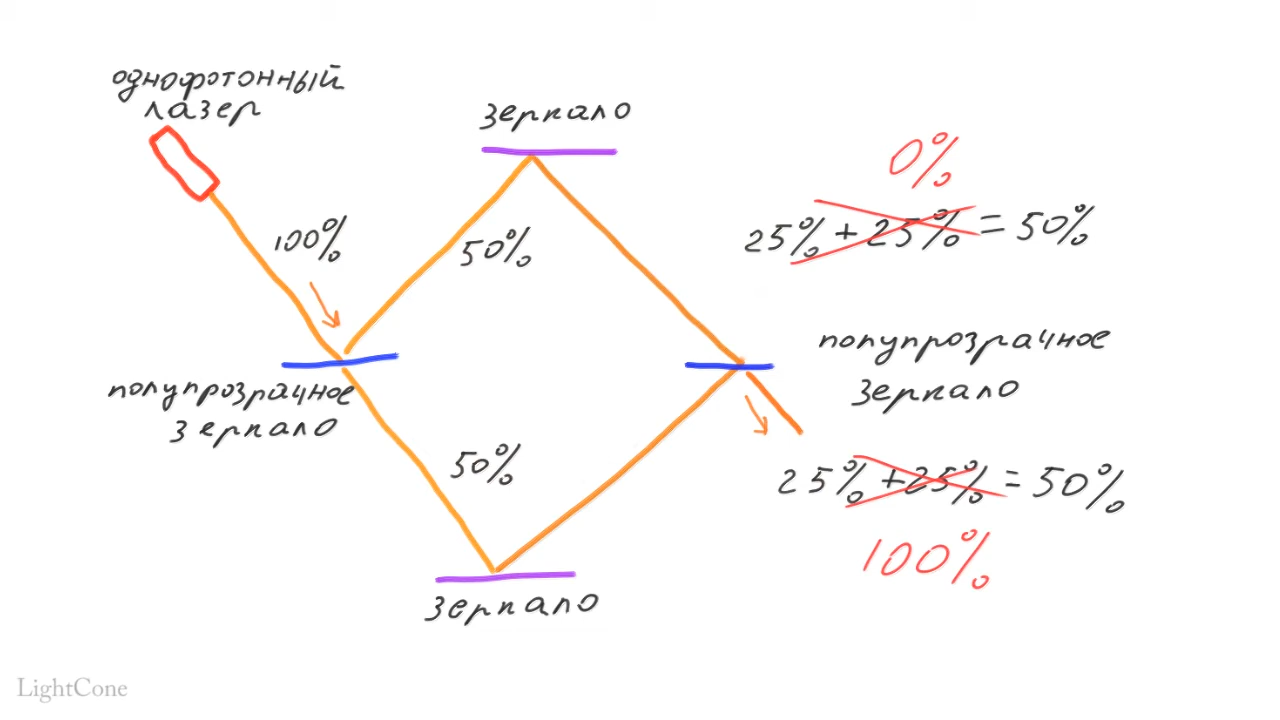 однофотонный
лазер
зеркало
0%
25% + 25% = 50%
100%
50%
полупрозрачное
зеркало
полупрозрачное
зеркало
50%
25% + 25% = 50%
100%
зеркало
LightCone